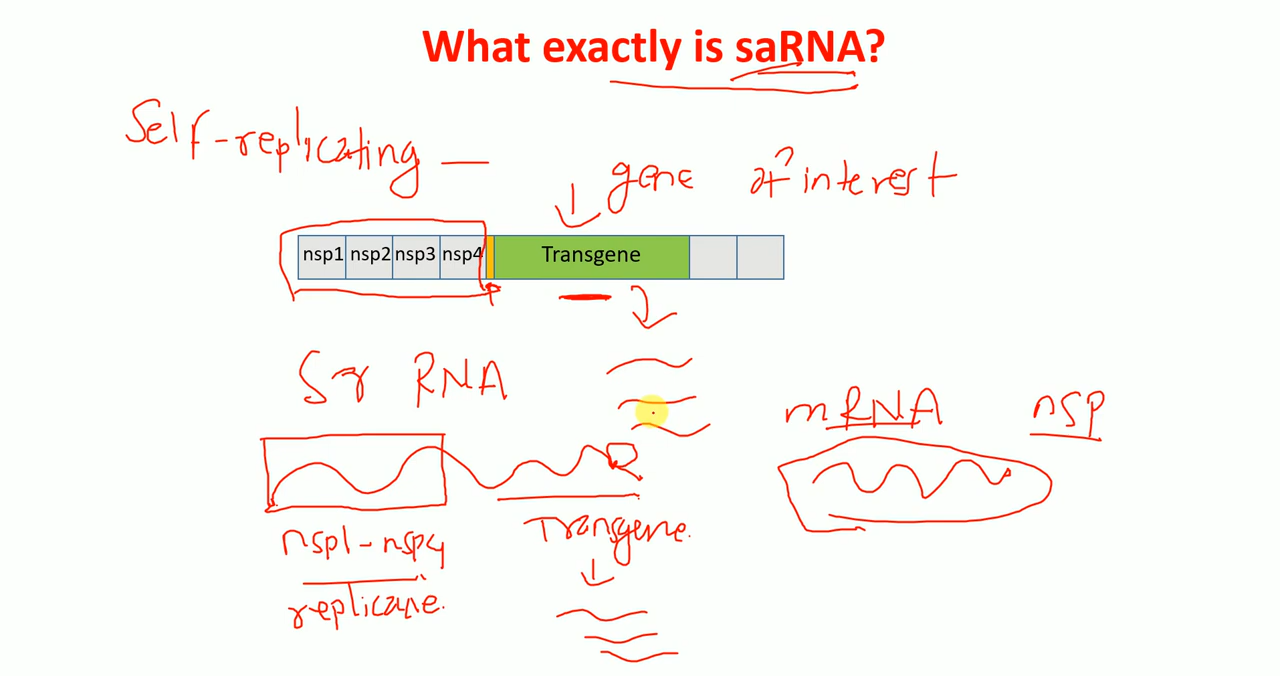 What exactly is saRNA?
Self-replicating —
gene of interest
nsp1 nsp2 nsp3 nsp4 Transgene
P
Sr RNA
mRNA nsp
nsp1-nsp4
Transgene.
replicane.